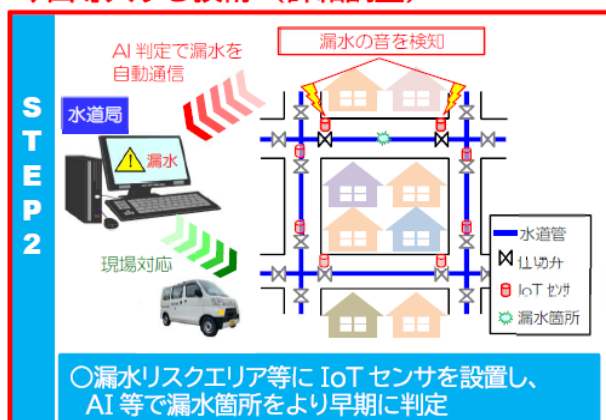 漏水の音を検知
AI判定で漏水を
自動通信
STEP2
水道局
漏水
現場対応
水道管
仕切弁
IoTセンサ
漏水箇所
○漏水リスクエリア等にIoTセンサを設置し、
AI等で漏水箇所をより早期に判定